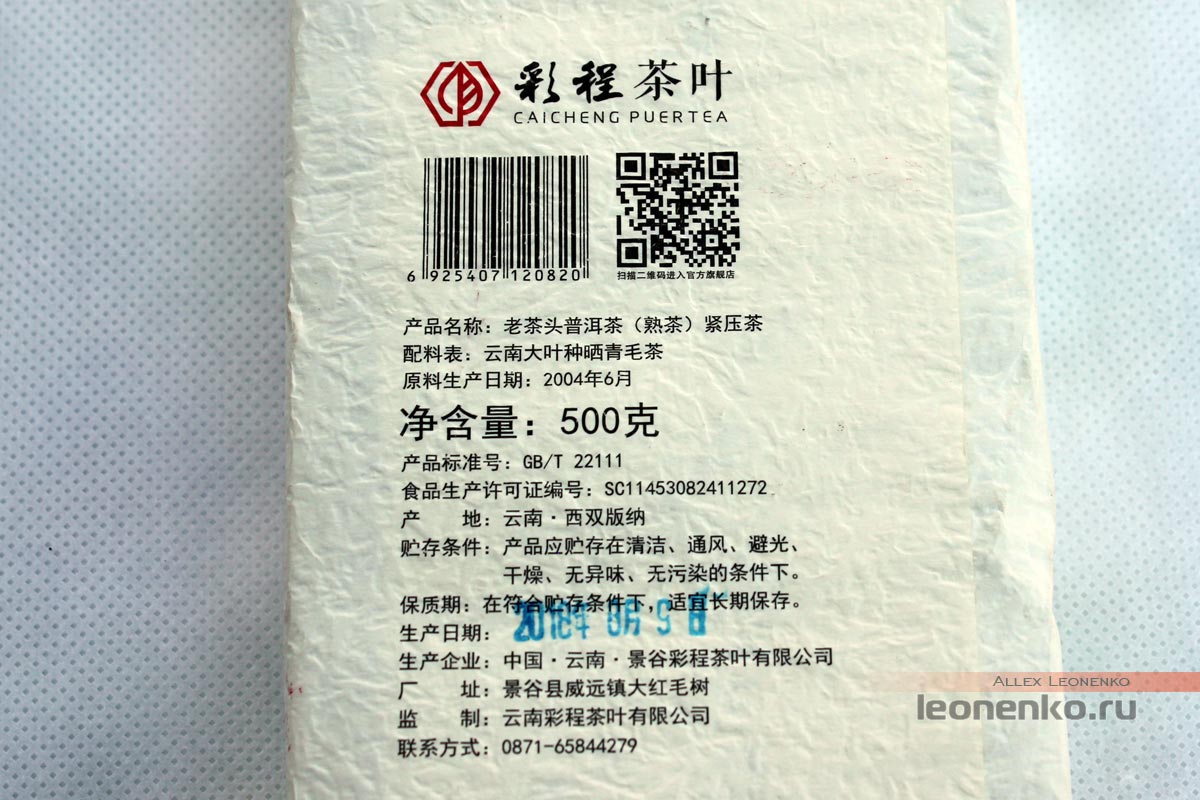 彩程茶叶
CAICHENG PUERTEA
6 925407 120820
扫描二维码进入官方旗舰店
产品名称：老茶头普洱茶（熟茶）紧压茶
配料表：云南大叶种晒青毛茶
原料生产日期：2004年6月
净含量：500克
产品标准号：GB/T 22111
食品生产许可证编号：SC11453082411272
产 地：云南·西双版纳
贮存条件：产品应贮存在清洁、通风、避光、
干燥、无异味、无污染的条件下。
保质期：在符合贮存条件下，适宜长期保存。
生产日期：2018年 8月 9 日
生产企业：中国·云南·景谷彩程茶叶有限公司
厂 址：景谷县威远镇大红毛树
监 制：云南彩程茶叶有限公司
联系方式：0871-65844279
ALLEX LEONENKO
leonenko.ru